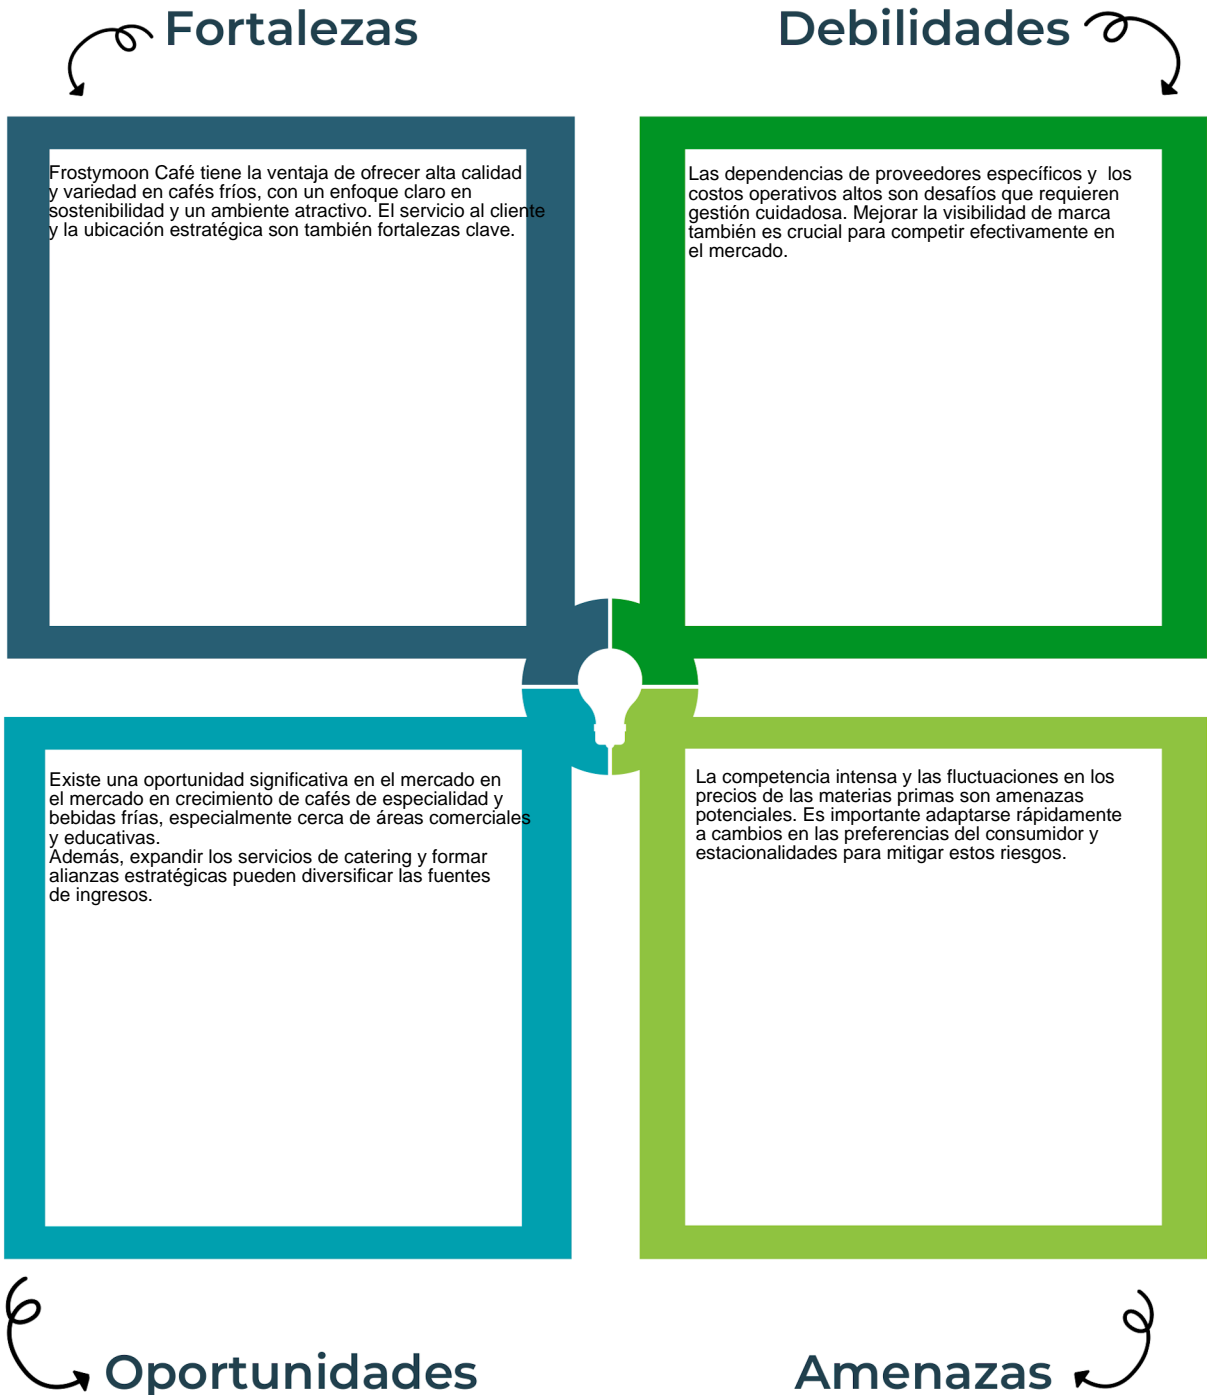 Fortalezas
Frostymoon Café tiene la ventaja de ofrecer alta calidad
y variedad en cafés fríos, con un enfoque claro en
sostenibilidad y un ambiente atractivo. El servicio al cliente
y la ubicación estratégica son también fortalezas clave.
Debilidades
Las dependencias de proveedores específicos y  los
costos operativos altos son desafíos que requieren
gestión cuidadosa. Mejorar la visibilidad de marca
también es crucial para competir efectivamente en
el mercado.
Existe una oportunidad significativa en el mercado en
el mercado en crecimiento de cafés de especialidad y
bebidas frías, especialmente cerca de áreas comerciales
y educativas.
Además, expandir los servicios de catering y formar
alianzas estratégicas pueden diversificar las fuentes
de ingresos.
Oportunidades
La competencia intensa y las fluctuaciones en los
precios de las materias primas son amenazas
potenciales. Es importante adaptarse rápidamente
a cambios en las preferencias del consumidor y
estacionalidades para mitigar estos riesgos.
Amenazas